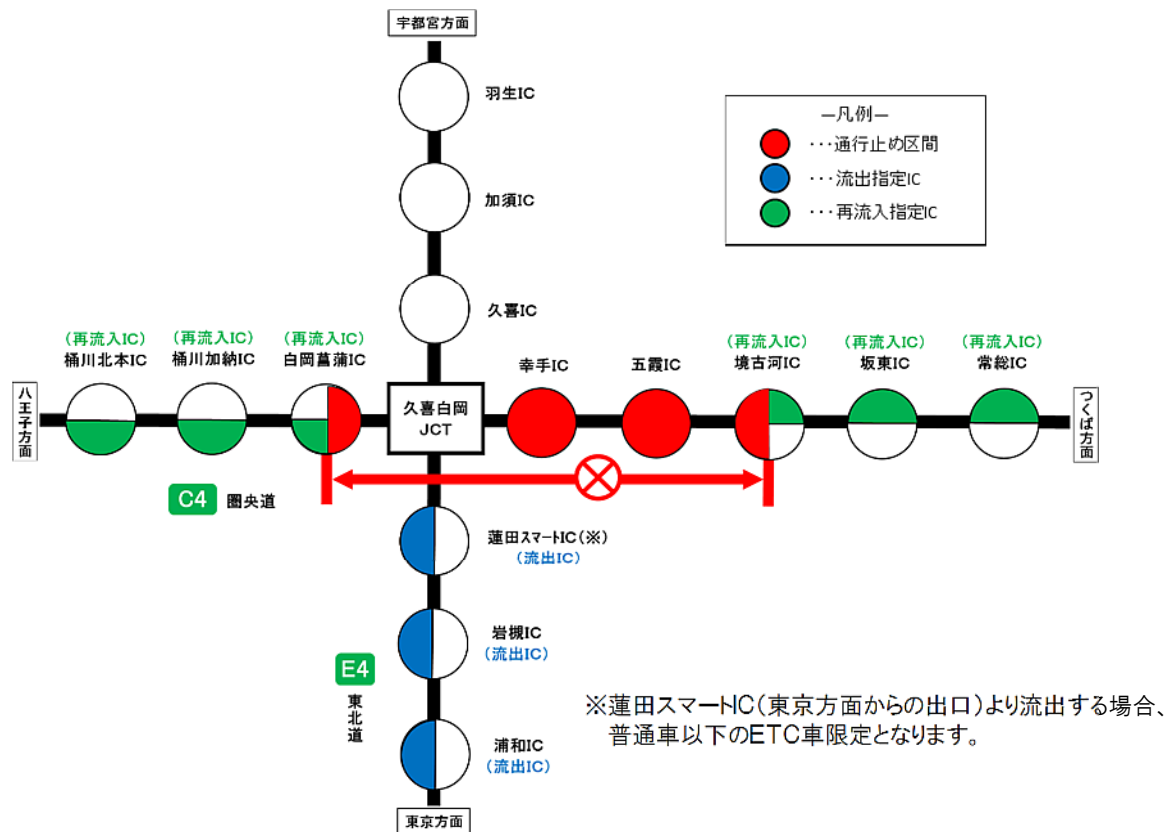 宇都宮方面
羽生IC
加須IC
久喜IC
―凡例―
・・・通行止め区間
・・・流出指定IC
・・・再流入指定IC
(再流入IC)
桶川北本IC
(再流入IC)
桶川加納IC
(再流入IC)
白岡菖蒲IC
幸手IC
五霞IC
(再流入IC)
境古河IC
(再流入IC)
坂東IC
(再流入IC)
常総IC
八王子方面
久喜白岡
JCT
つくば方面
C4 圏央道
蓮田スマートIC(※)
(流出IC)
岩槻IC
(流出IC)
E4
東北道
浦和IC
(流出IC)
※蓮田スマートIC(東京方面からの出口)より流出する場合、
普通車以下のETC車限定となります。
東京方面